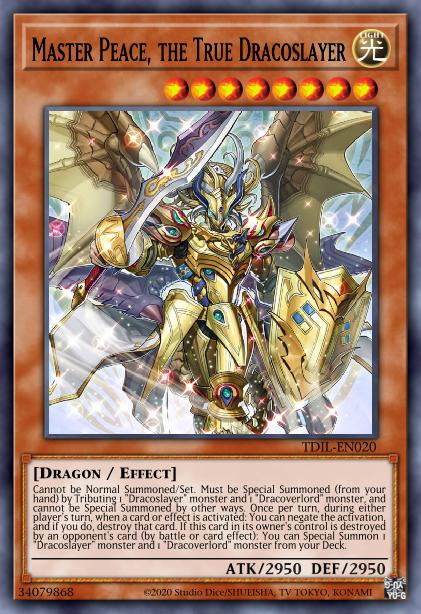 MASTER PEACE, THE TRUE DRACOSLAYER
LIGHT
光
TDIL-EN020
[DRAGON / EFFECT]
Cannot be Normal Summoned/Set. Must be Special Summoned (from your
hand) by Tributing 1 "Dracoslayer" monster and 1 "Dracoverlord" monster, and
cannot be Special Summoned by other ways. Once per turn, during either
player's turn, when a card or effect is activated: You can negate the activation,
and if you do, destroy that card. If this card in its owner's control is destroyed
by an opponent's card (by battle or card effect): You can Special Summon 1
"Dracoslayer" monster and 1 "Dracoverlord" monster from your Deck.
ATK/2950 DEF/2950
34079868
©2020 Studio Dice/SHUEISHA, TV TOKYO, KONAMI